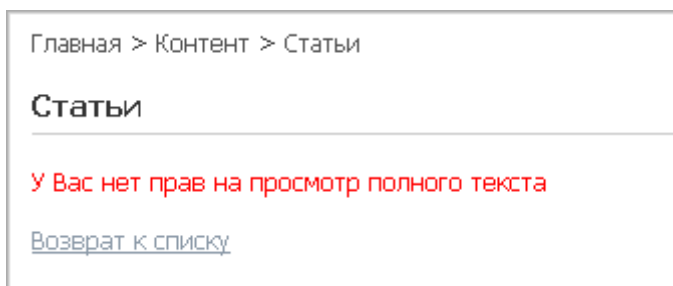 Главная > Контент > Статьи
Статьи
У Вас нет прав на просмотр полного текста
Возврат к списку